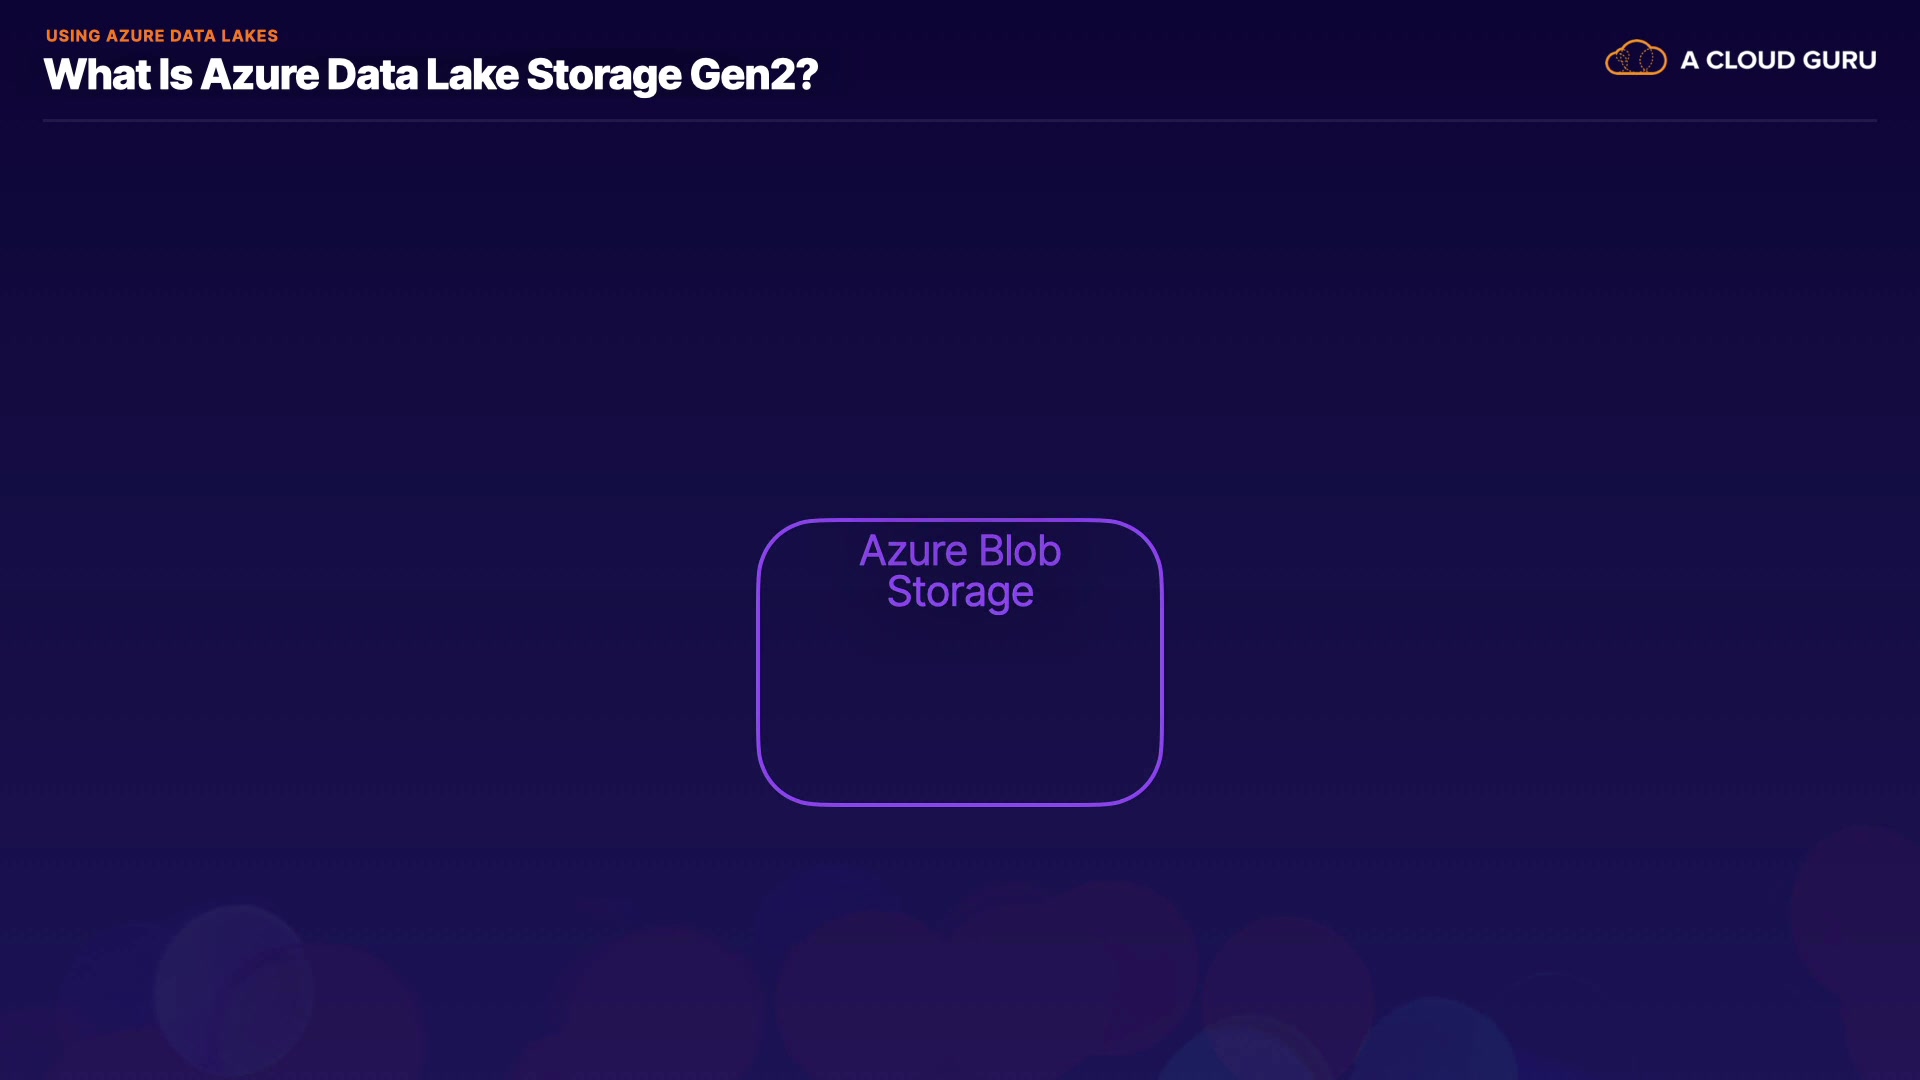 USING AZURE DATA LAKES
What Is Azure Data Lake Storage Gen2?
A CLOUD GURU
Azure Blob
Storage